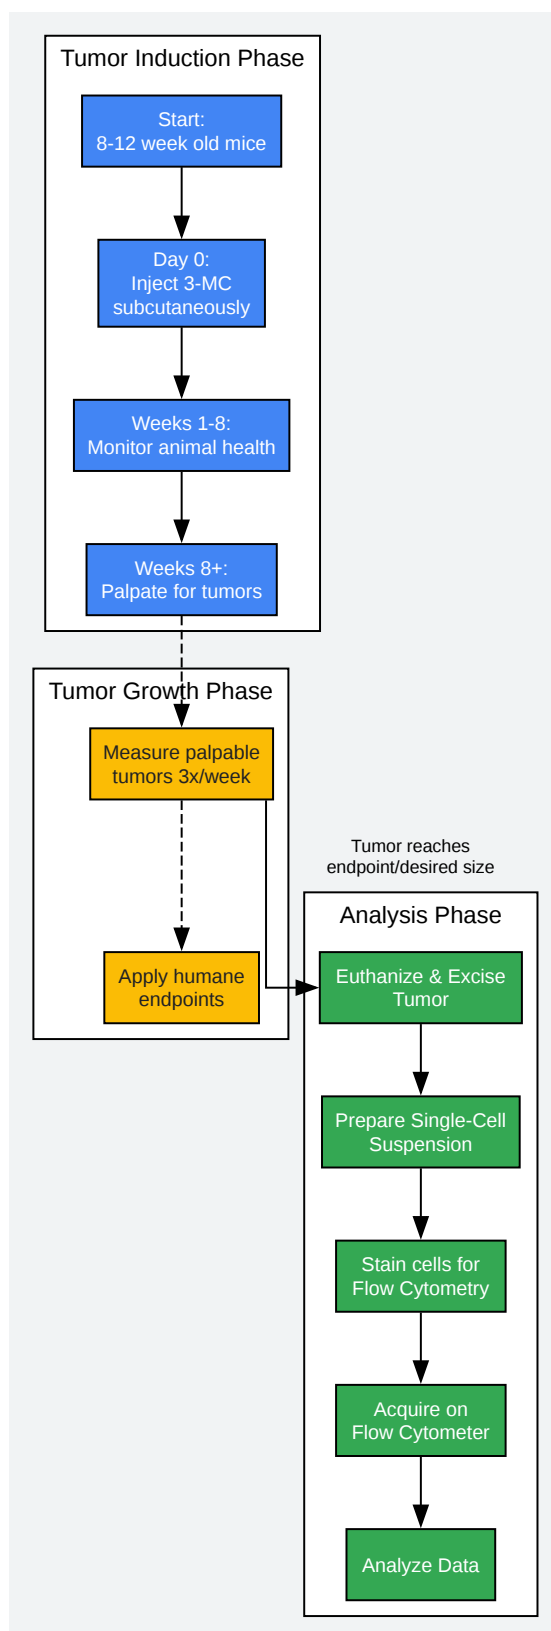 Tumor Induction Phase
Start:
8-12 week old mice
Day 0:
Inject 3-MC
subcutaneously
Weeks 1-8:
Monitor animal health
Weeks 8+:
Palpate for tumors
Tumor Growth Phase
Measure palpable
tumors 3x/week
Apply humane
endpoints
Tumor reaches
endpoint/desired size
Analysis Phase
Euthanize & Excise
Tumor
Prepare Single-Cell
Suspension
Stain cells for
Flow Cytometry
Acquire on
Flow Cytometer
Analyze Data